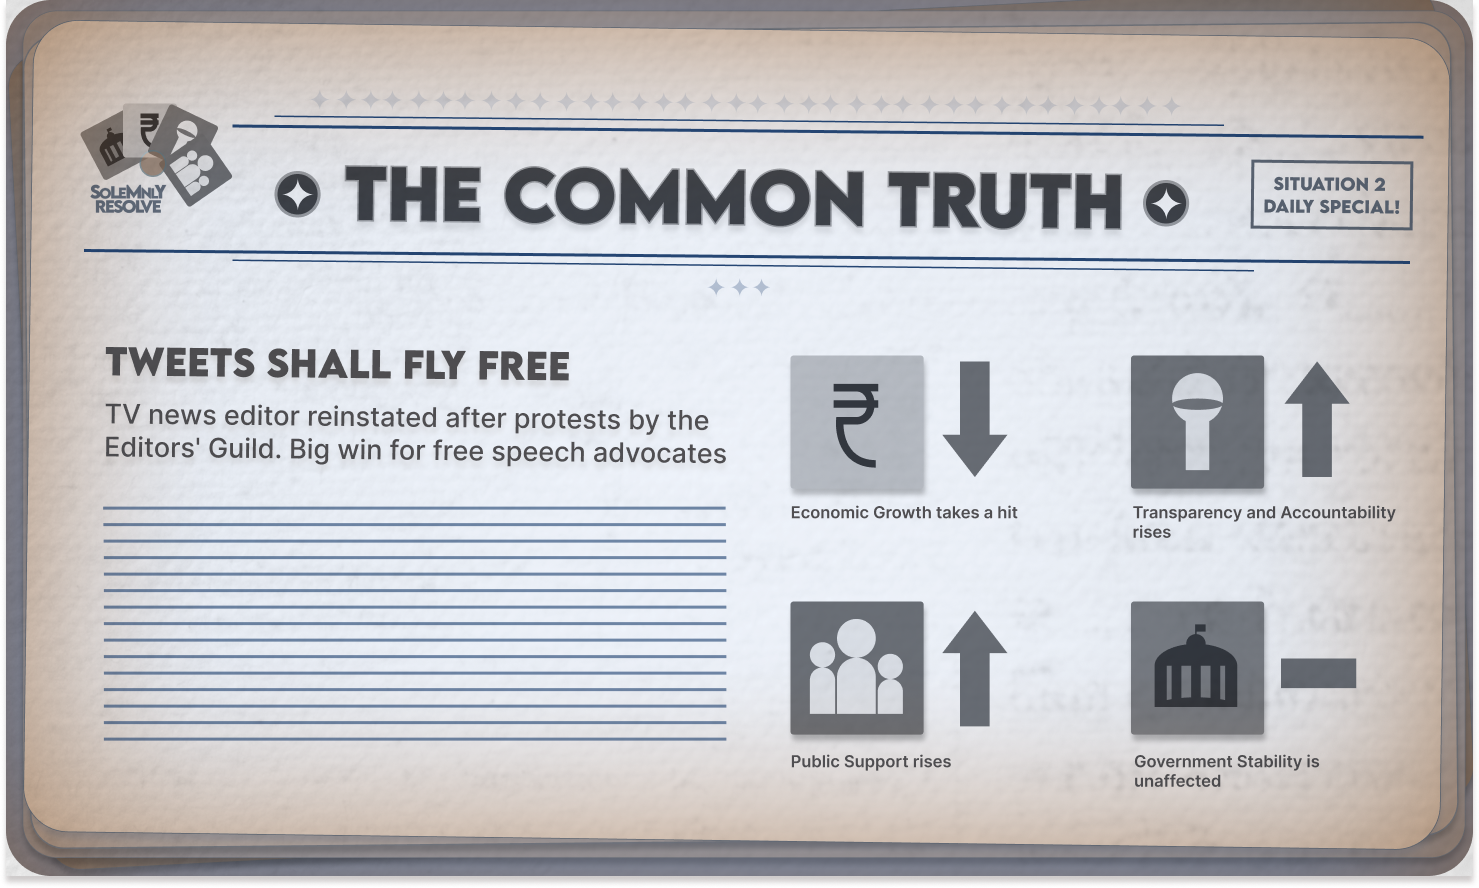 SOLEMNLY
RESOLVE
THE COMMON TRUTH
SITUATION 2
DAILY SPECIAL!
TWEETS SHALL FLY FREE
TV news editor reinstated after protests by the
Editors' Guild. Big win for free speech advocates
₹
₹
Economic Growth takes a hit
Transparency and Accountability
rises
Public Support rises
Government Stability is
unaffected